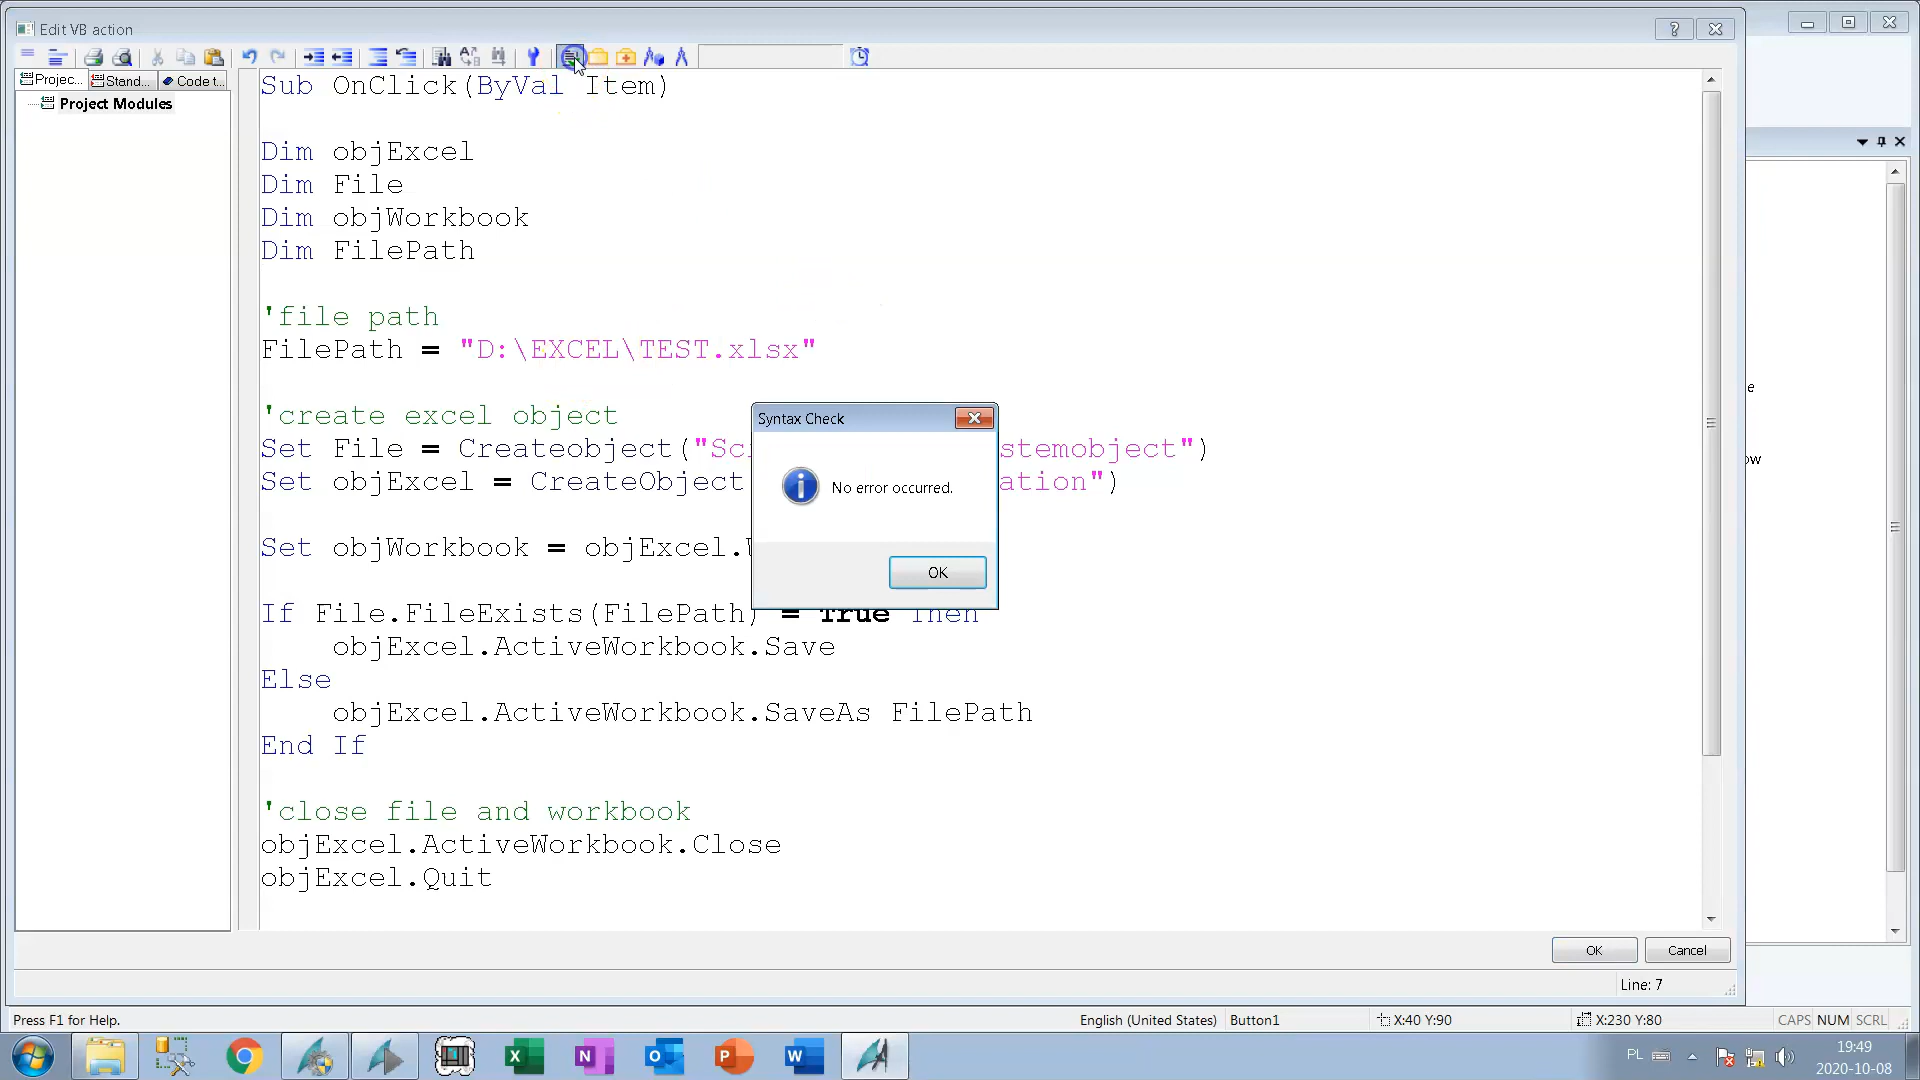 Edit VB action
Projec...
Stand...
Code t...
Project Modules
Sub OnClick(ByVal Item)
Dim objExcel
Dim File
Dim objWorkbook
Dim FilePath
'file path
FilePath = "D:\EXCEL\TEST.xlsx"
'create excel object
Set File = Createobject("Sc stemobject")
Set objExcel = CreateObject ation")
Set objWorkbook = objExcel.W
If File.FileExists(FilePath) = True Then
objExcel.ActiveWorkbook.Save
Else
objExcel.ActiveWorkbook.SaveAs FilePath
End If
'close file and workbook
objExcel.ActiveWorkbook.Close
objExcel.Quit
Syntax Check
No error occurred.
OK
OK
Cancel
Line: 7
e
ow
Press F1 for Help.
English (United States)
Button1
X:40 Y:90
X:230 Y:80
CAPS NUM SCRL
PL
19:49
2020-10-08